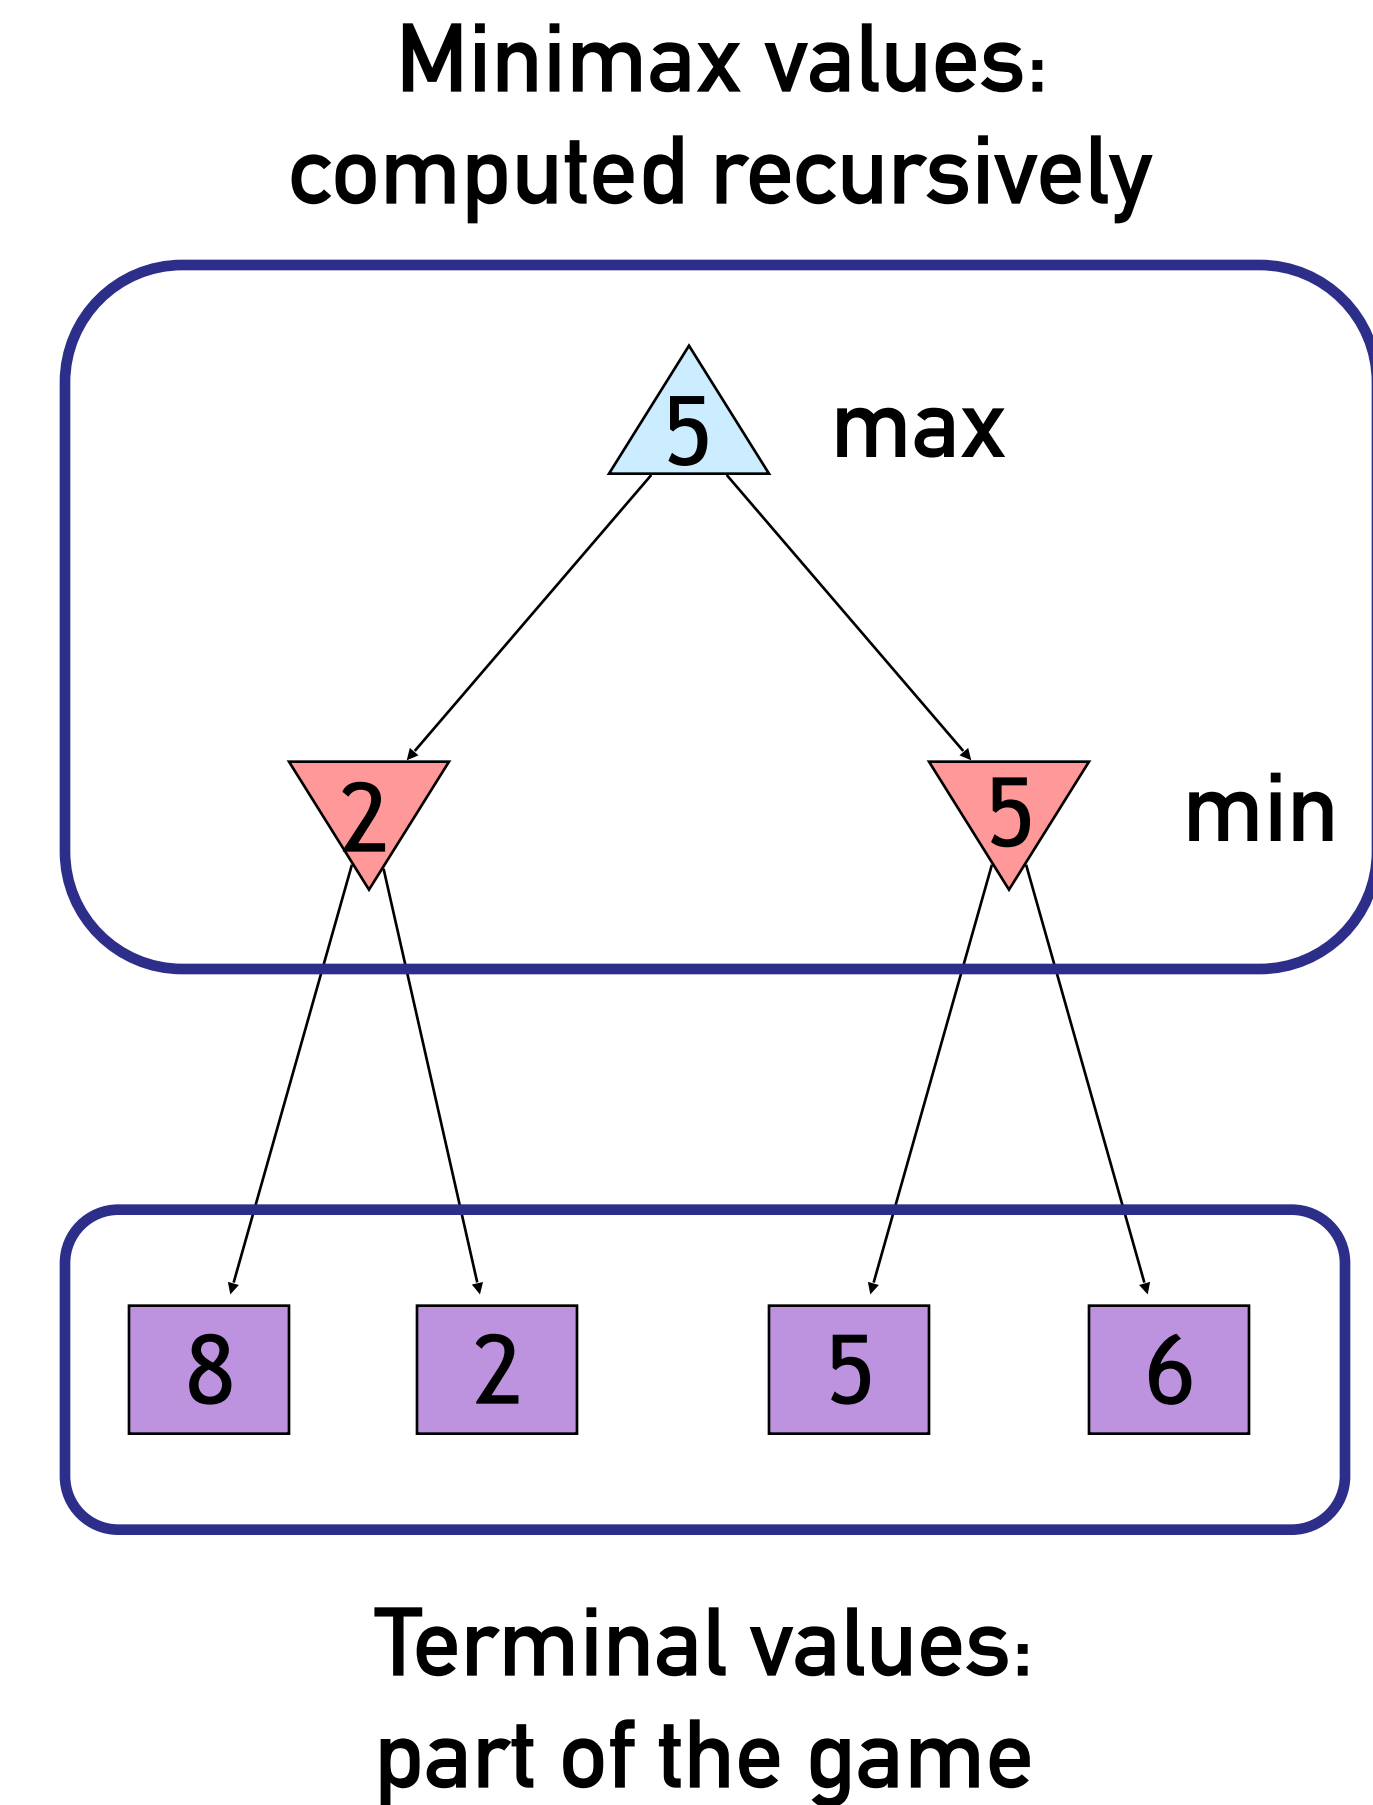 Minimax values:
computed recursively
5 max
2 5 min
8 2 5 6
Terminal values:
part of the game